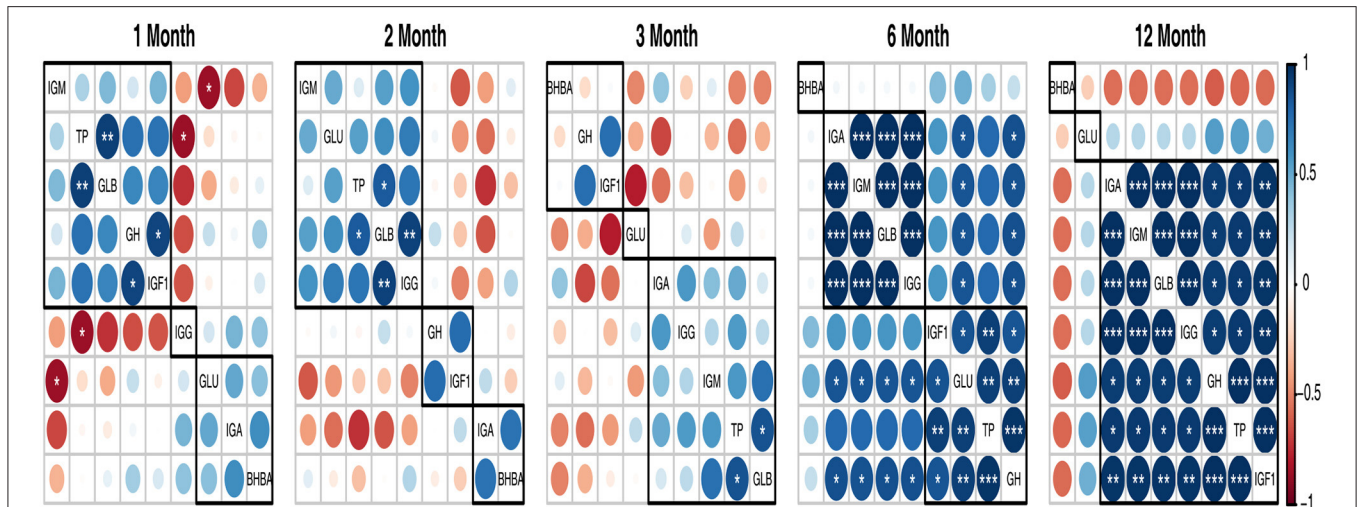 1 Month 2 Month 3 Month 6 Month 12 Month
IGM * IGM BHBA BHBA BHBA 1
TP ** * GLU GH IGA *** *** *** * * GLU
0.5
** GLB TP * IGF1 *** IGM *** *** * * IGA *** *** *** * * **
GH * * GLB ** GLU *** *** GLB *** * * *** IGM *** *** * * **
* IGF1 ** IGG IGA *** *** *** IGG * * *** *** GLB *** * * ** 0
* IGG GH IGG IGF1 * ** * *** *** *** IGG * * **
* GLU IGF1 IGM * * * * * GLU ** ** * * * * GH *** *** -0.5
IGA IGA TP * ** ** TP *** * * * * *** TP ***
BHBA BHBA * GLB * * * * * ** *** GH ** ** ** ** *** *** IGF1 -1